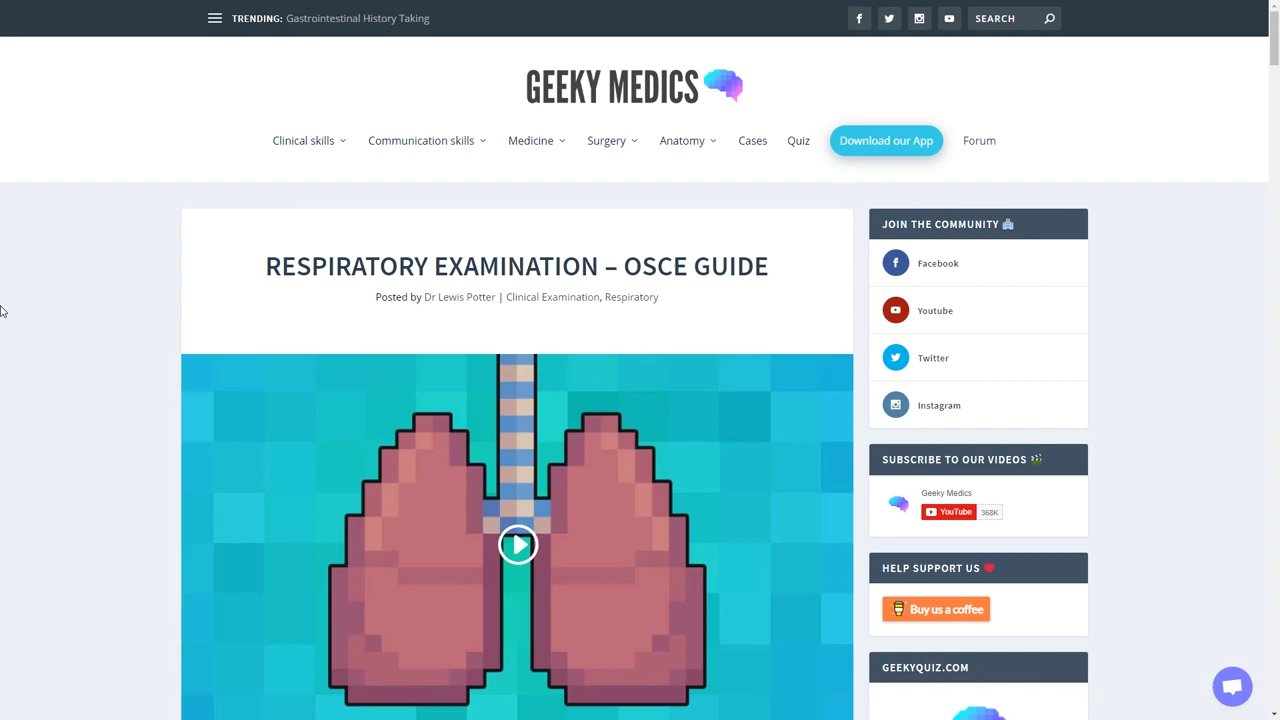 TRENDING: Gastrointestinal History Taking
SEARCH
GEEKY MEDICS
Clinical skills Communication skills Medicine Surgery Anatomy Cases Quiz Download our App Forum
RESPIRATORY EXAMINATION – OSCE GUIDE
Posted by Dr Lewis Potter | Clinical Examination, Respiratory
JOIN THE COMMUNITY
Facebook
Youtube
Twitter
Instagram
SUBSCRIBE TO OUR VIDEOS
Geeky Medics
YouTube 368K
HELP SUPPORT US
Buy us a coffee
GEEKYQUIZ.COM